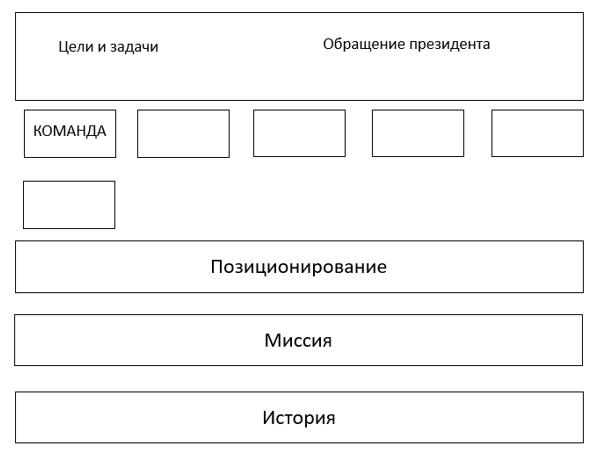 Цели и задачи
Обращение президента
КОМАНДА
Позиционирование
Миссия
История